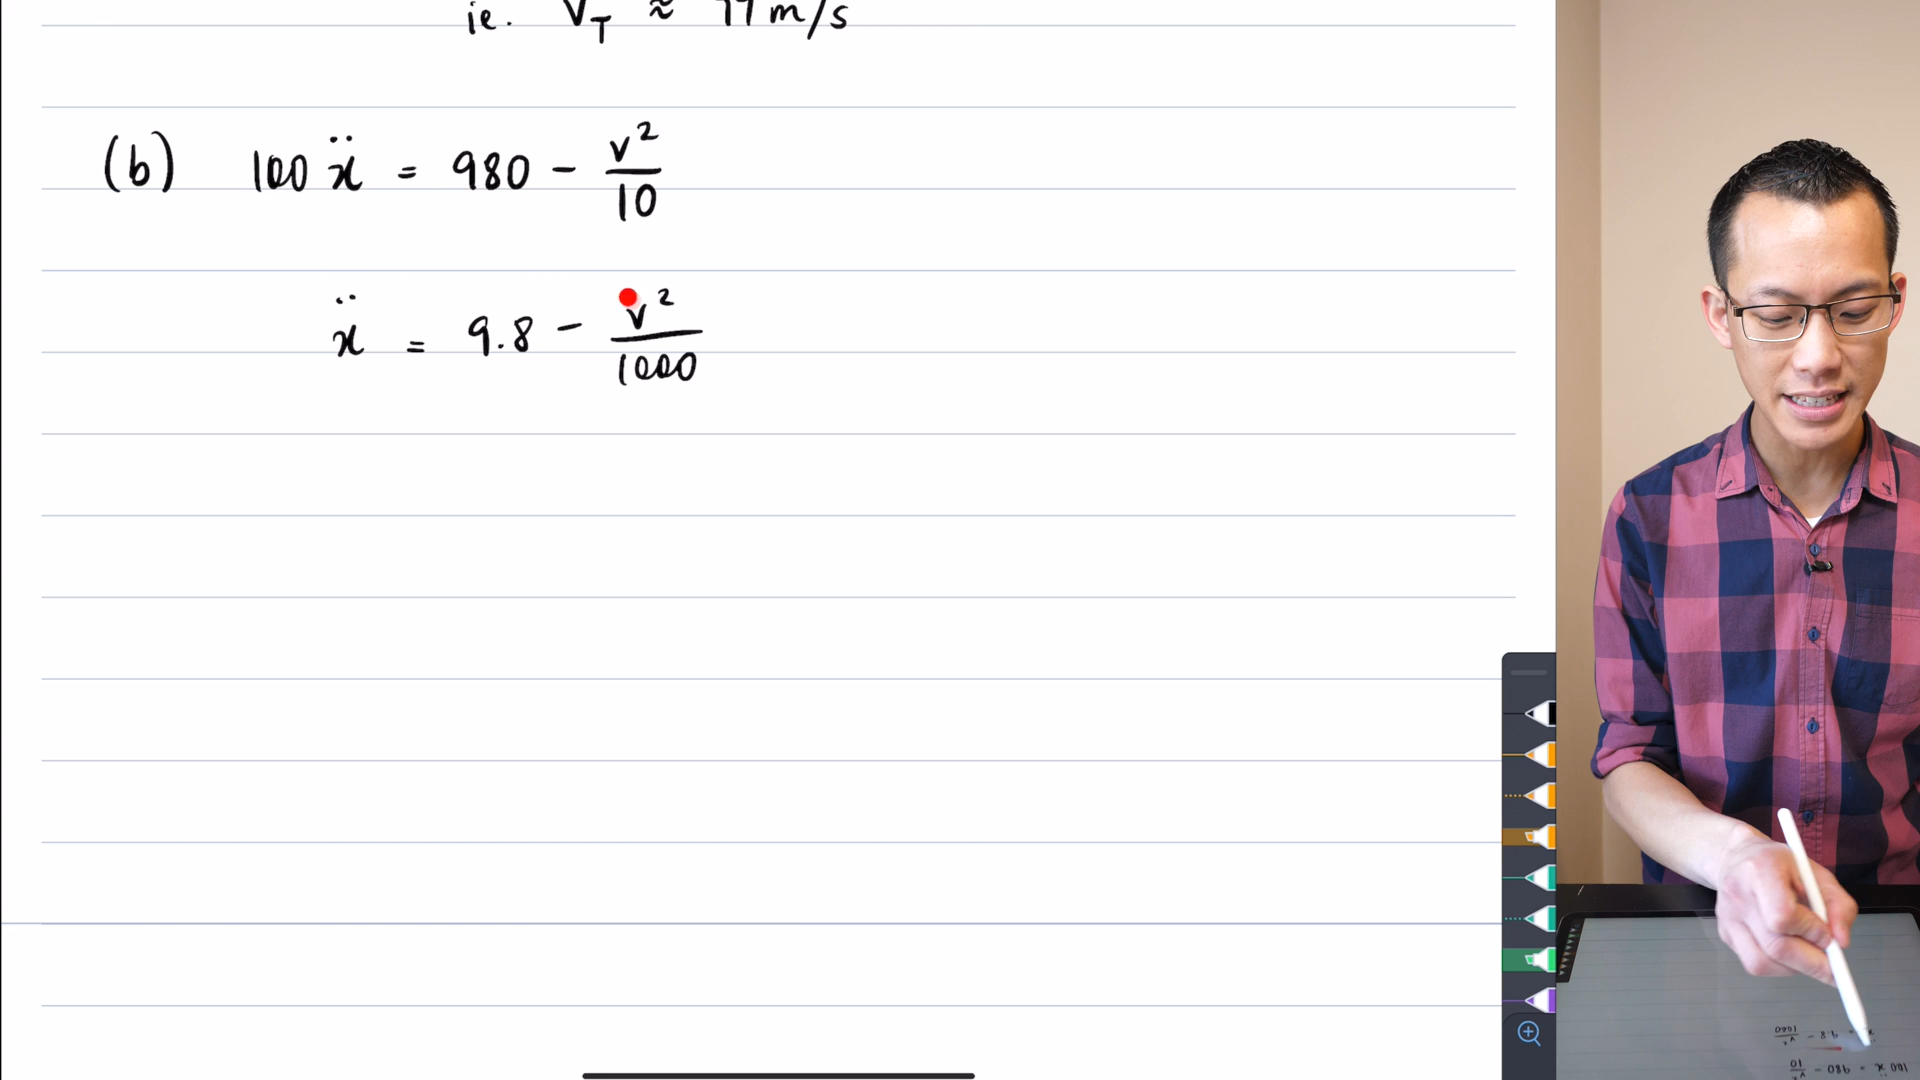 ie. V_T ≈ 99 m/s
(b) 100 ẍ = 980 - v²/10
ẍ = 9.8 - v²/1000